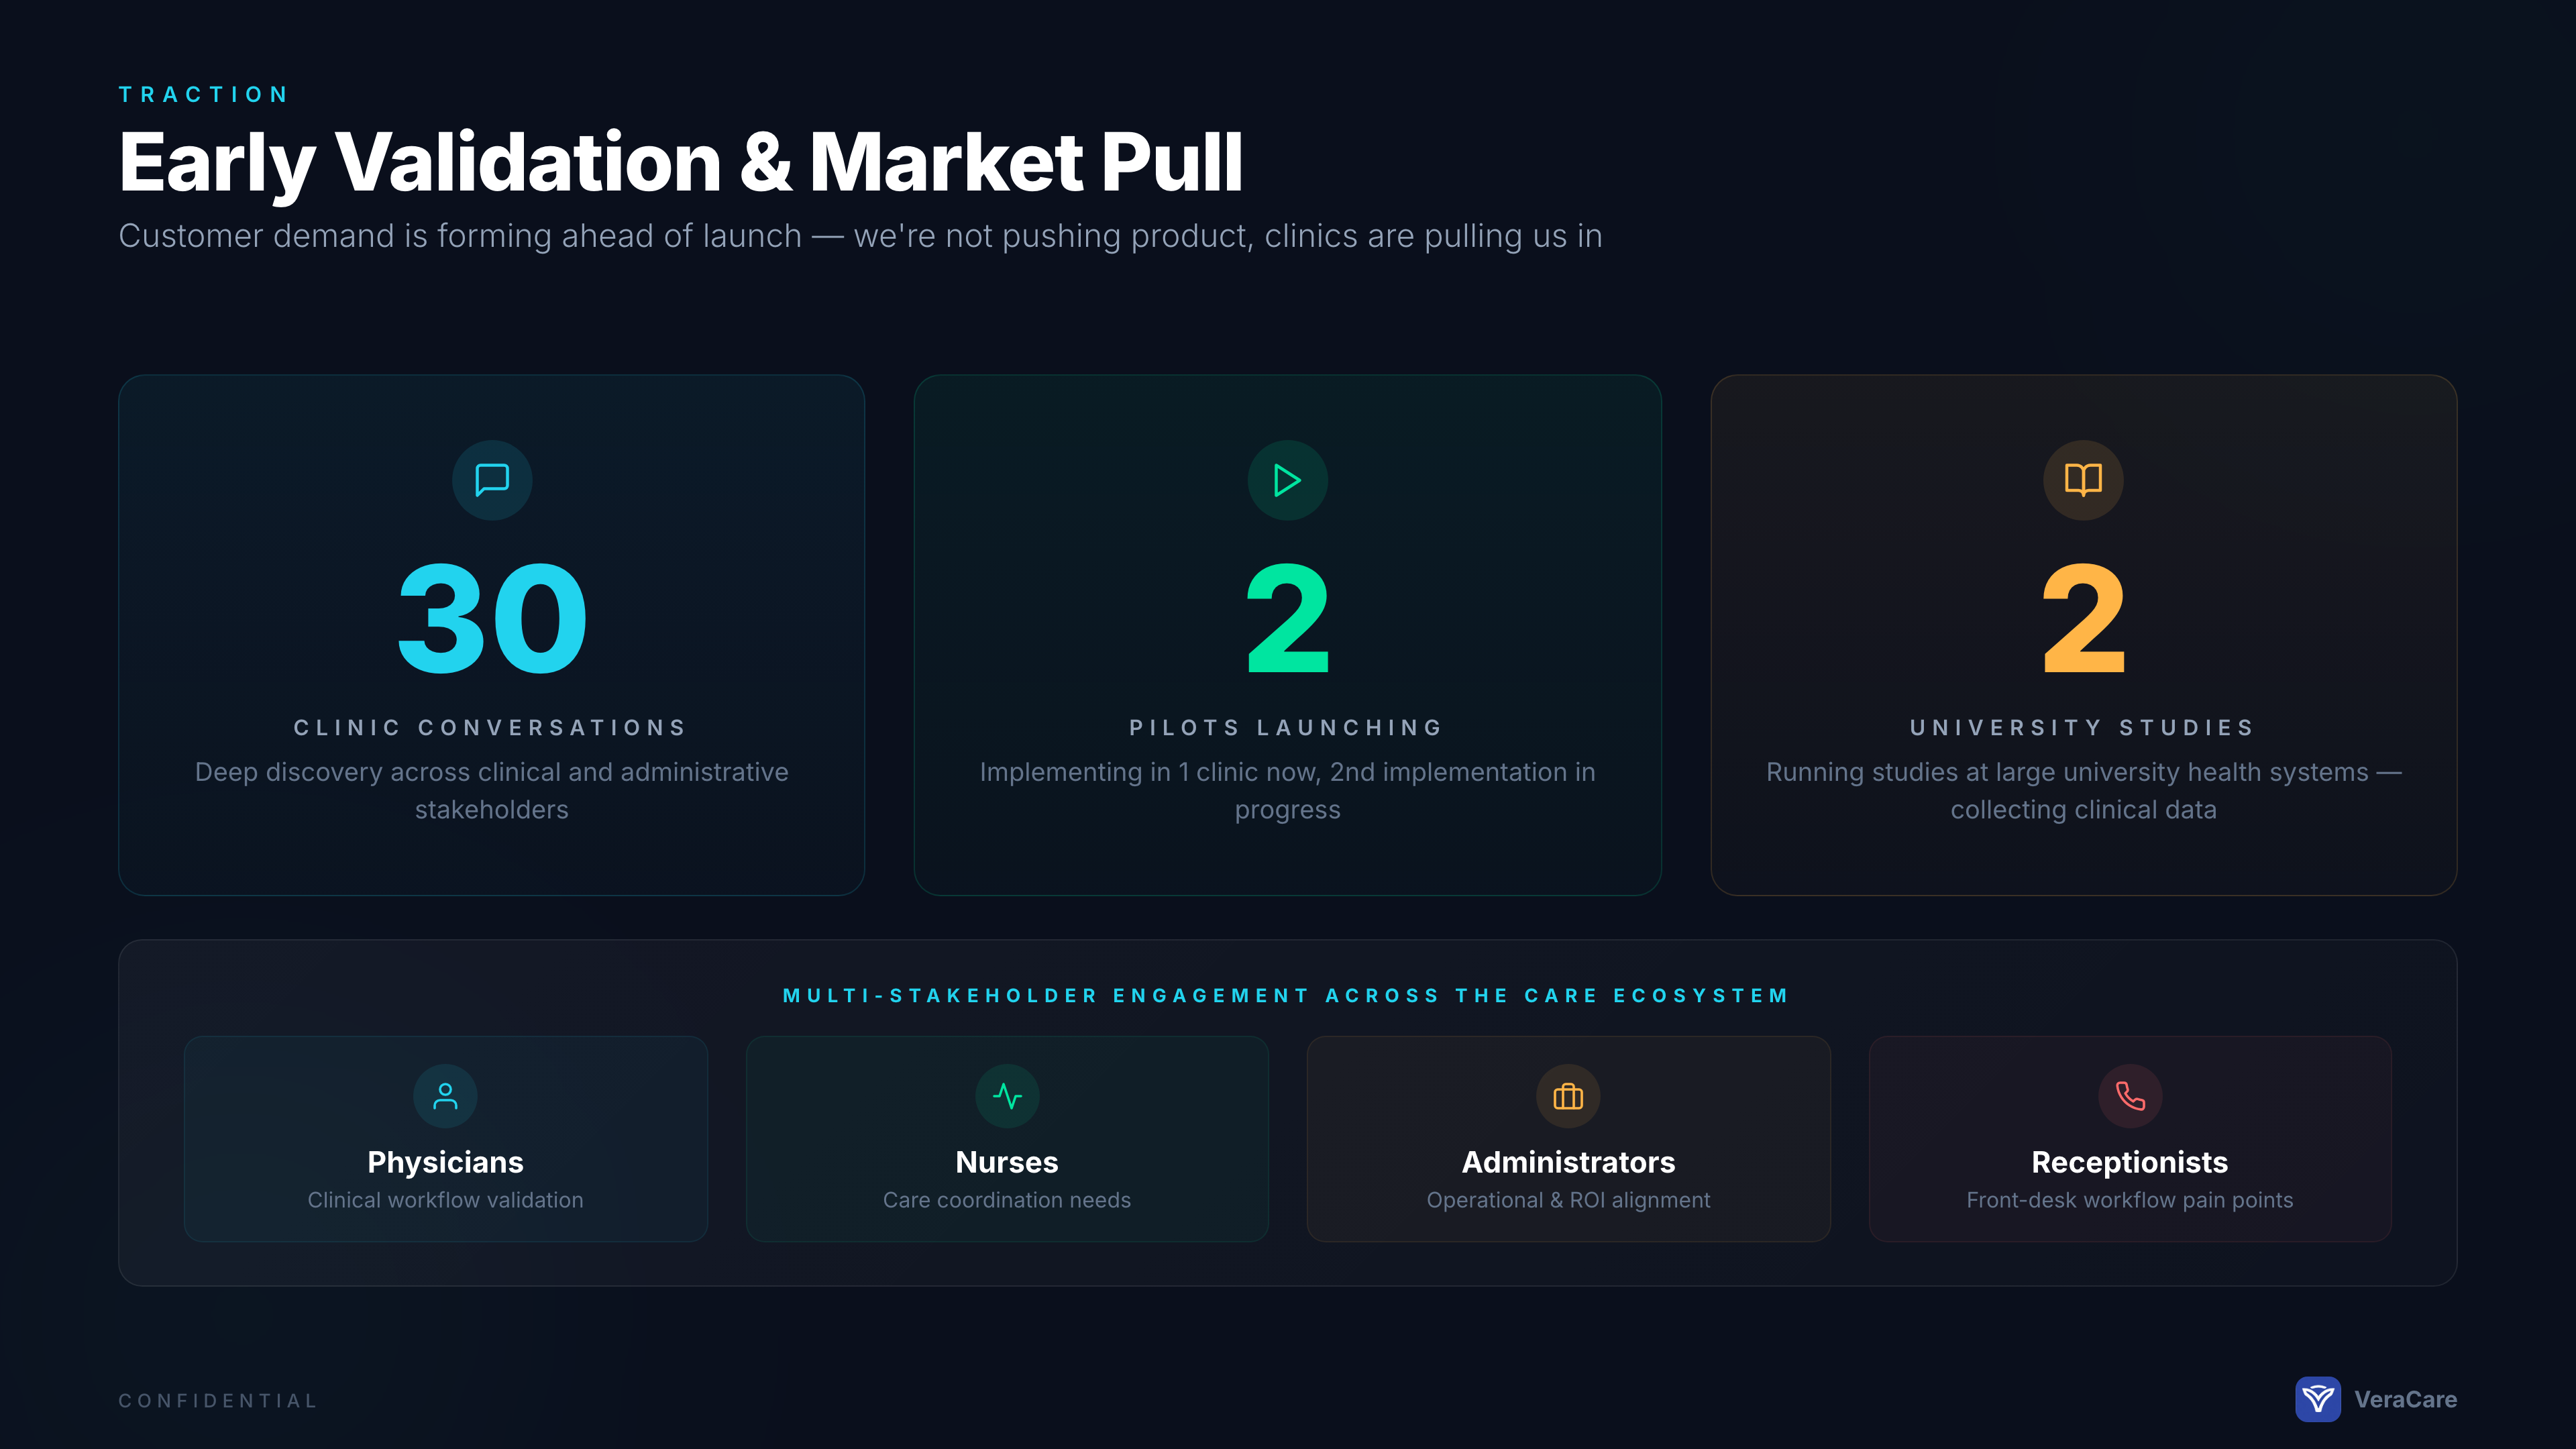 TRACTION
Early Validation & Market Pull
Customer demand is forming ahead of launch — we're not pushing product, clinics are pulling us in
30
CLINIC CONVERSATIONS
Deep discovery across clinical and administrative
stakeholders
2
PILOTS LAUNCHING
Implementing in 1 clinic now, 2nd implementation in
progress
2
UNIVERSITY STUDIES
Running studies at large university health systems —
collecting clinical data
MULTI-STAKEHOLDER ENGAGEMENT ACROSS THE CARE ECOSYSTEM
Physicians
Clinical workflow validation
Nurses
Care coordination needs
Administrators
Operational & ROI alignment
Receptionists
Front-desk workflow pain points
CONFIDENTIAL
VeraCare